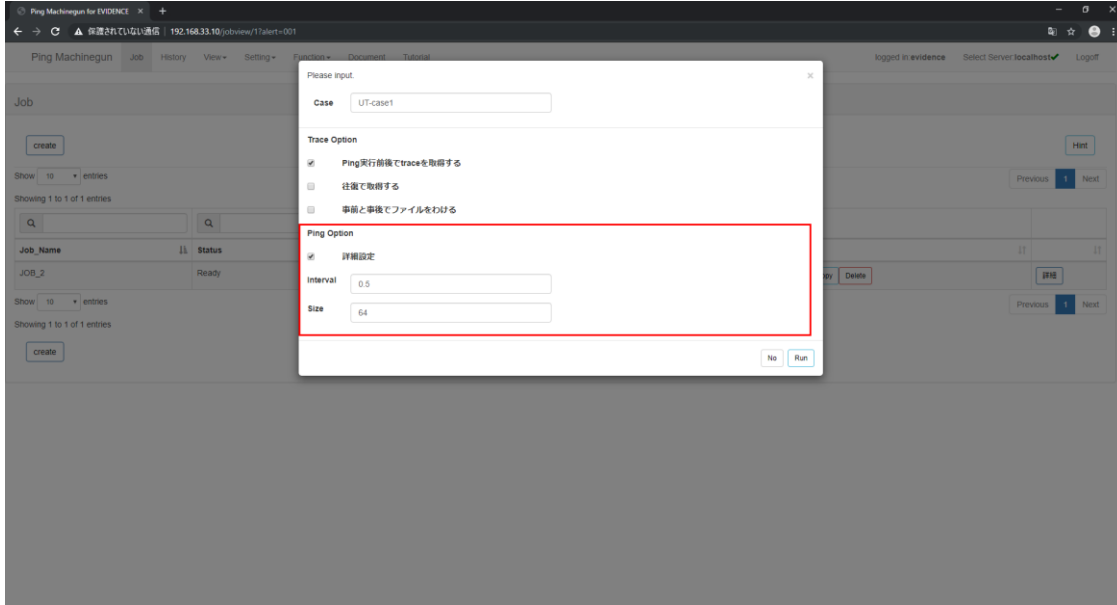 Ping Machinegun for EVIDENCE
保護されていない通信 | 192.168.33.10/jobview/1?alert=001
Ping Machinegun Job History View Setting Function Document Tutorial logged in:evidence Select Server:localhost Logoff
Please input.
Case UT-case1
Job
Trace Option
create
Hint
Ping実行前後でtraceを取得する
Show 10 entries
Previous 1 Next
往復で取得する
Showing 1 to 1 of 1 entries
事前と事後でファイルをわける
Ping Option
Job_Name Status
詳細設定
JOB_2 Ready
Delete 詳細
Interval 0.5
Show 10 entries
Previous 1 Next
Size 64
Showing 1 to 1 of 1 entries
create
No Run